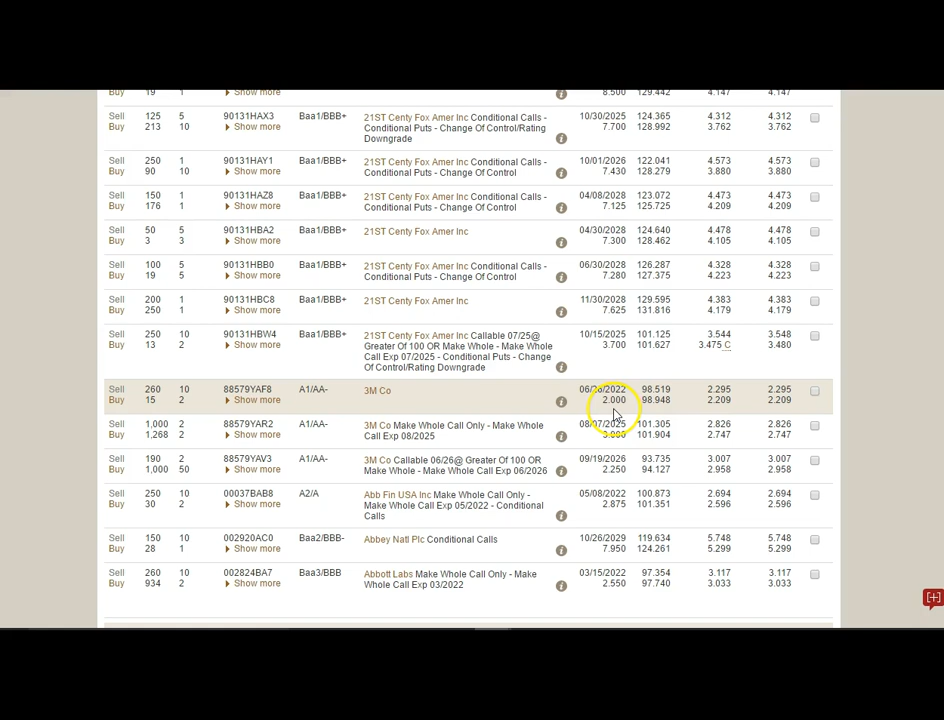 Buy 19 1 Show more 8.500 129.442 4.147 4.147
Sell 125 5 90131HAX3 Baa1/BBB+ 21ST Centy Fox Amer Inc Conditional Calls - 10/30/2025 124.365 4.312 4.312
Buy 213 10 Show more Conditional Puts - Change Of Control/Rating 7.700 128.992 3.762 3.762
Downgrade
Sell 250 1 90131HAY1 Baa1/BBB+ 21ST Centy Fox Amer Inc Conditional Calls - 10/01/2026 122.041 4.573 4.573
Buy 90 10 Show more Conditional Puts - Change Of Control 7.430 128.279 3.880 3.880
Sell 150 1 90131HAZ8 Baa1/BBB+ 21ST Centy Fox Amer Inc Conditional Calls - 04/08/2028 123.072 4.473 4.473
Buy 176 1 Show more Conditional Puts - Change Of Control 7.125 125.725 4.209 4.209
Sell 50 5 90131HBA2 Baa1/BBB+ 21ST Centy Fox Amer Inc 04/30/2028 124.640 4.478 4.478
Buy 3 3 Show more 7.300 128.462 4.105 4.105
Sell 100 5 90131HBB0 Baa1/BBB+ 21ST Centy Fox Amer Inc Conditional Calls - 06/30/2028 126.287 4.328 4.328
Buy 19 5 Show more Conditional Puts - Change Of Control 7.280 127.375 4.223 4.223
Sell 200 1 90131HBC8 Baa1/BBB+ 21ST Centy Fox Amer Inc 11/30/2028 129.595 4.383 4.383
Buy 250 1 Show more 7.625 131.816 4.179 4.179
Sell 250 10 90131HBW4 Baa1/BBB+ 21ST Centy Fox Amer Inc Callable 07/25@ 10/15/2025 101.125 3.544 3.548
Buy 13 2 Show more Greater Of 100 OR Make Whole - Make Whole 3.700 101.627 3.475 C 3.480
Call Exp 07/2025 - Conditional Puts - Change
Of Control/Rating Downgrade
Sell 260 10 88579YAF8 A1/AA- 3M Co 06/26/2022 98.519 2.295 2.295
Buy 15 2 Show more 2.000 98.948 2.209 2.209
Sell 1,000 2 88579YAR2 A1/AA- 3M Co Make Whole Call Only - Make Whole 08/07/2025 101.305 2.826 2.826
Buy 1,268 2 Show more Call Exp 08/2025 3.000 101.904 2.747 2.747
Sell 190 2 88579YAV3 A1/AA- 3M Co Callable 06/26@ Greater Of 100 OR 09/19/2026 93.735 3.007 3.007
Buy 1,000 50 Show more Make Whole - Make Whole Call Exp 06/2026 2.250 94.127 2.958 2.958
Sell 250 10 00037BAB8 A2/A Abb Fin USA Inc Make Whole Call Only - 05/08/2022 100.873 2.694 2.694
Buy 30 2 Show more Make Whole Call Exp 05/2022 - Conditional 2.875 101.351 2.596 2.596
Calls
Sell 150 10 002920AC0 Baa2/BBB- Abbey Natl Plc Conditional Calls 10/26/2029 119.634 5.748 5.748
Buy 28 1 Show more 7.950 124.261 5.299 5.299
Sell 260 10 002824BA7 Baa3/BBB Abbott Labs Make Whole Call Only - Make 03/15/2022 97.354 3.117 3.117
Buy 934 2 Show more Whole Call Exp 03/2022 2.550 97.740 3.033 3.033
[+]